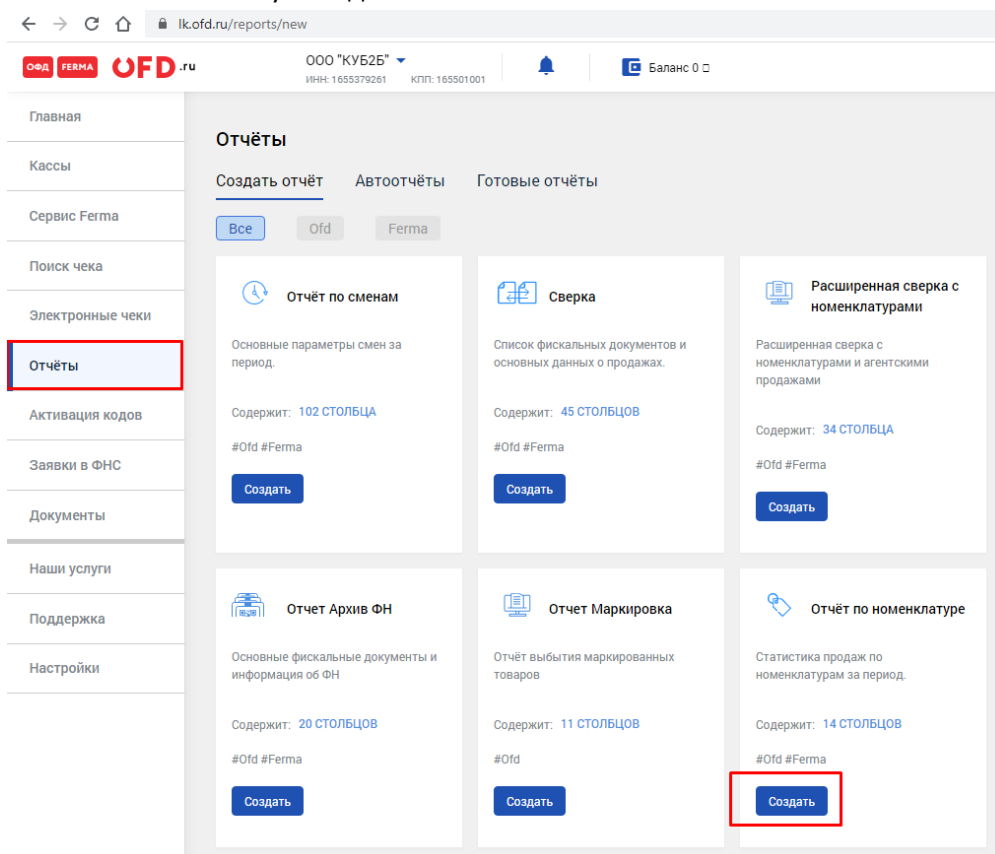 lk.ofd.ru/reports/new
ОФД FERMA OFD.ru
ООО "КУБ2Б"
ИНН: 1655379261 КПП: 165501001
Баланс 0
Главная
Кассы
Сервис Ferma
Поиск чека
Электронные чеки
Отчёты
Активация кодов
Заявки в ФНС
Документы
Наши услуги
Поддержка
Настройки
Отчёты
Создать отчёт Автоотчёты Готовые отчёты
Все Ofd Ferma
Отчёт по сменам
Основные параметры смен за
период.
Содержит: 102 СТОЛБЦА
#Ofd #Ferma
Создать
Сверка
Список фискальных документов и
основных данных о продажах.
Содержит: 45 СТОЛБЦОВ
#Ofd #Ferma
Создать
Расширенная сверка с
номенклатурами
Расширенная сверка с
номенклатурами и агентскими
продажами
Содержит: 34 СТОЛБЦА
#Ofd #Ferma
Создать
Отчет Архив ФН
Основные фискальные документы и
информация об ФН
Содержит: 20 СТОЛБЦОВ
#Ofd #Ferma
Создать
Отчет Маркировка
Отчёт выбытия маркированных
товаров
Содержит: 11 СТОЛБЦОВ
#Ofd
Создать
Отчёт по номенклатуре
Статистика продаж по
номенклатурам за период.
Содержит: 14 СТОЛБЦОВ
#Ofd #Ferma
Создать